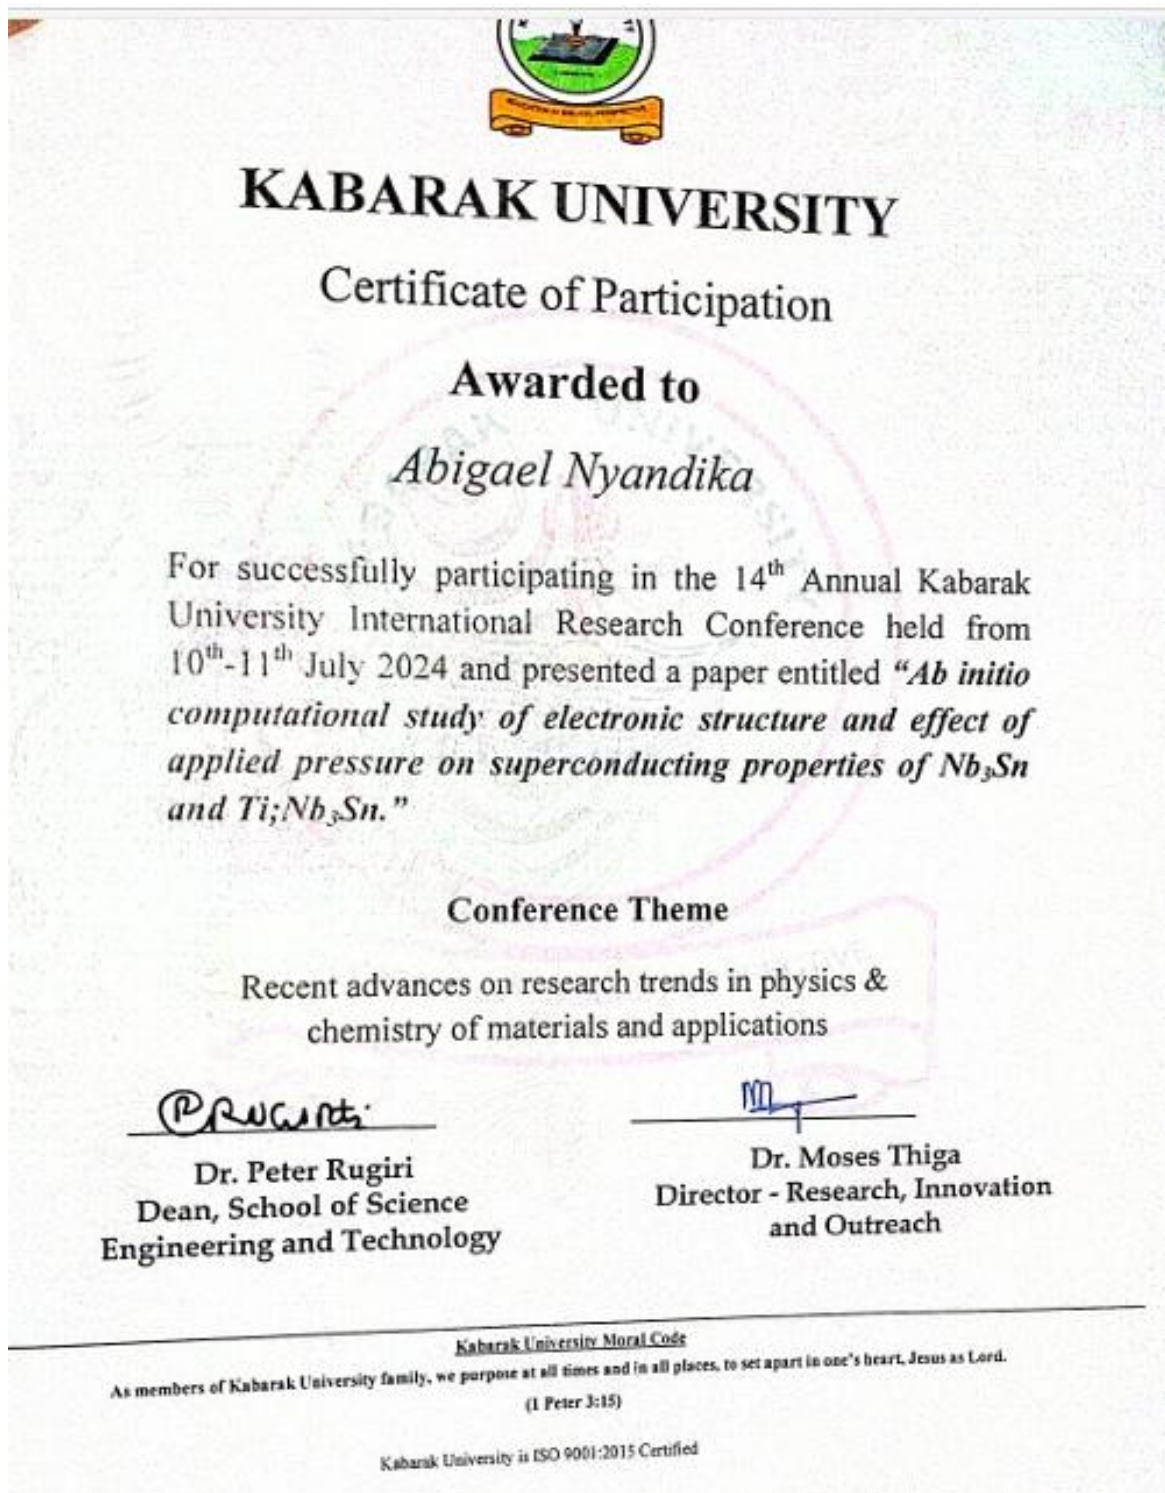 KABARAK UNIVERSITY
Certificate of Participation
Awarded to
Abigael Nyandika
For successfully participating in the 14th Annual Kabarak
University International Research Conference held from
10th-11th July 2024 and presented a paper entitled “Ab initio
computational study of electronic structure and effect of
applied pressure on superconducting properties of Nb₃Sn
and Ti;Nb₃Sn.”
Conference Theme
Recent advances on research trends in physics &
chemistry of materials and applications
Dr. Peter Rugiri
Dean, School of Science
Engineering and Technology
Dr. Moses Thiga
Director - Research, Innovation
and Outreach
Kabarak University Moral Code
As members of Kabarak University family, we purpose at all times and in all places, to set apart in one's heart, Jesus as Lord.
(1 Peter 3:15)
Kabarak University is ISO 9001:2015 Certified